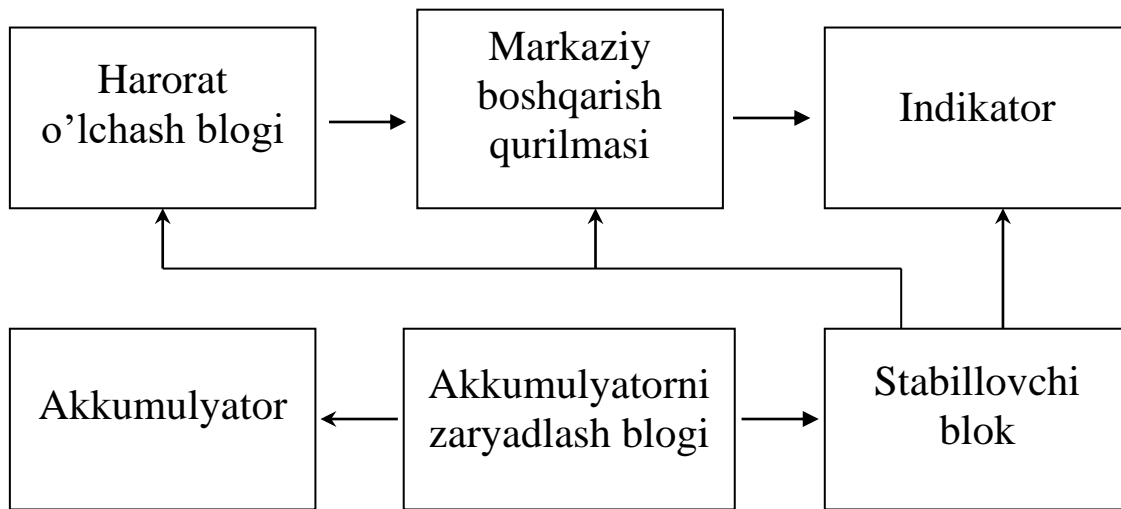 Harorat
o’lchash blogi
Markaziy
boshqarish
qurilmasi
Indikator
Akkumulyator
Akkumulyatorni
zaryadlash blogi
Stabillovchi
blok